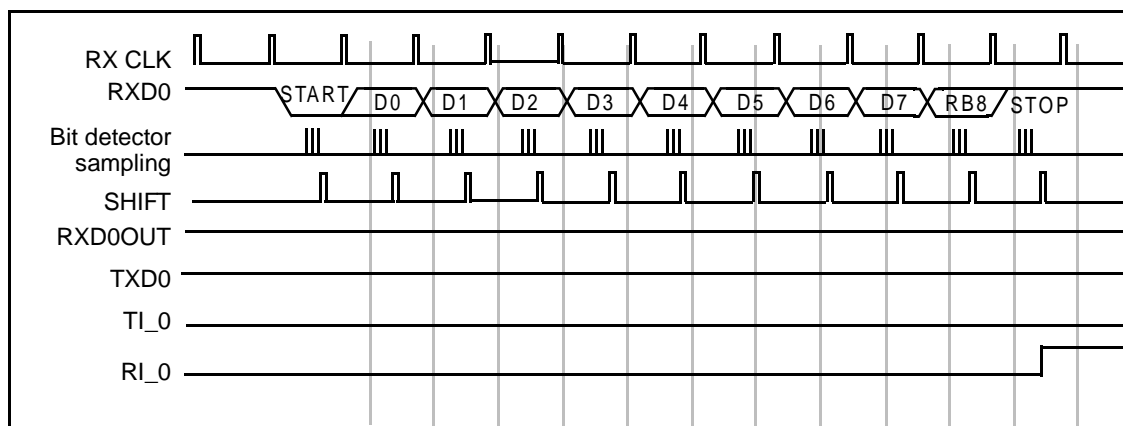 RX CLK
RXD0
START D0 D1 D2 D3 D4 D5 D6 D7 RB8 STOP
Bit detector
sampling
SHIFT
RXD0OUT
TXD0
TI_0
RI_0